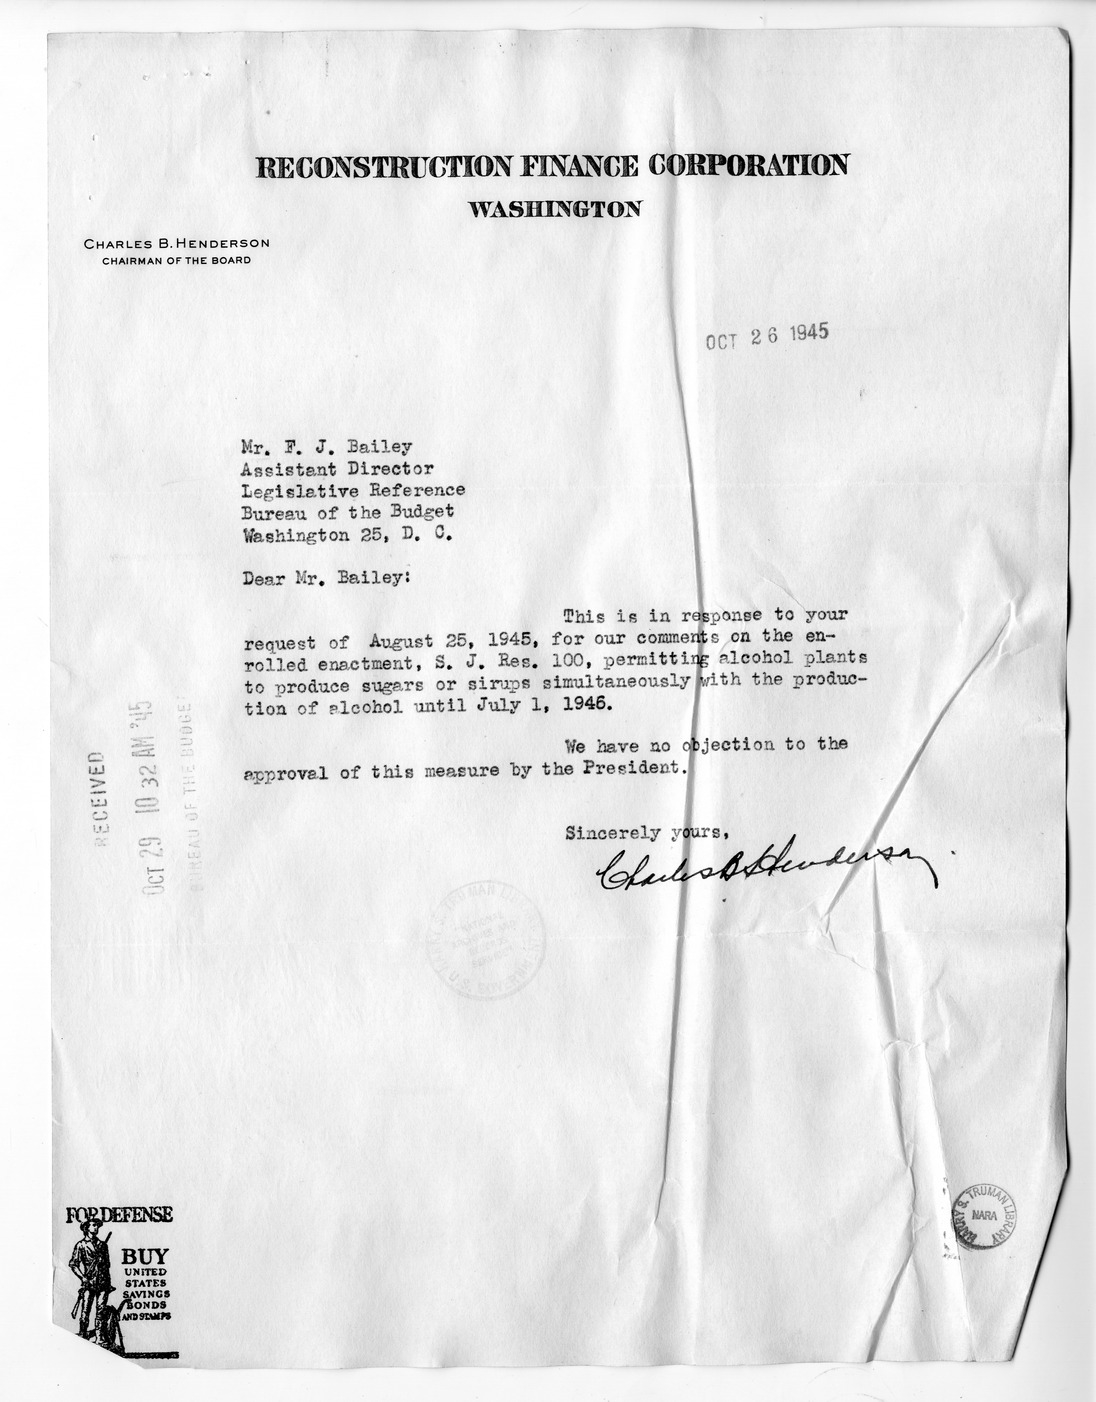 RECONSTRUCTION FINANCE CORPORATION
WASHINGTON
CHARLES B. HENDERSON
CHAIRMAN OF THE BOARD
OCT 26 1945
Mr. F. J. Bailey
Assistant Director
Legislative Reference
Bureau of the Budget
Washington 25, D. C.
Dear Mr. Bailey:
This is in response to your
request of August 25, 1945, for our comments on the en-
rolled enactment, S. J. Res. 100, permitting alcohol plants
to produce sugars or sirups simultaneously with the produc-
tion of alcohol until July 1, 1946.
We have no objection to the
approval of this measure by the President.
Sincerely yours,
Charles B Henderson
RECEIVED
OCT 29 10 32 AM '45
BUREAU OF THE BUDGET
FOR DEFENSE
BUY
UNITED
STATES
SAVINGS
BONDS
AND STAMPS
HARRY S. TRUMAN LIBRARY
NARA